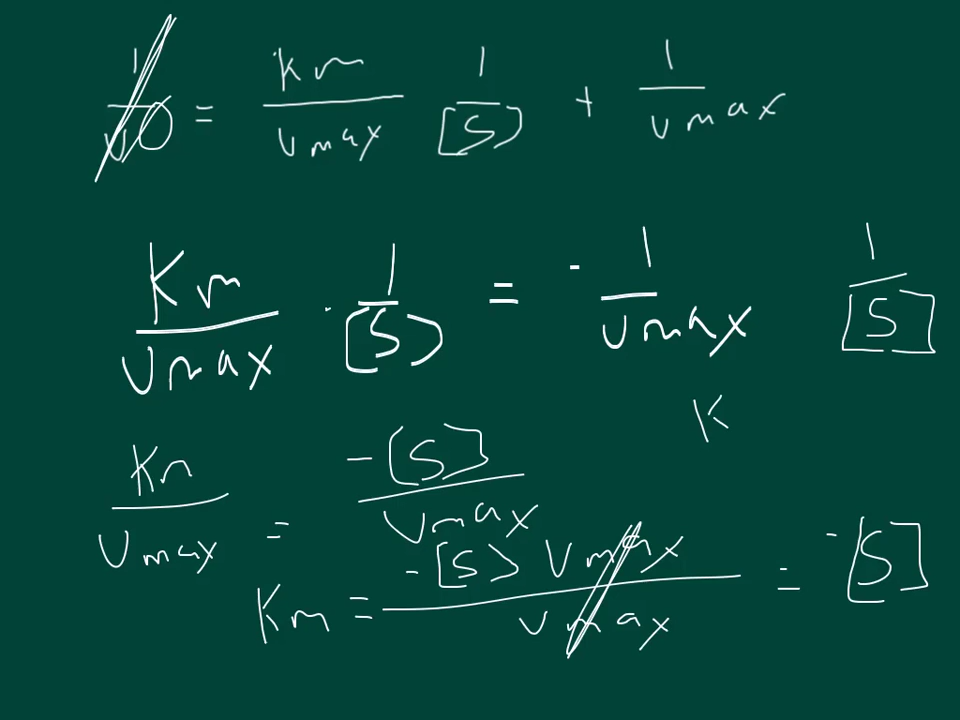 1/v0 = Km/Vmax 1/[S] + 1/Vmax
Km/Vmax · 1/[S] = - 1/Vmax 1/[S]
K
Km/Vmax = -[S]/Vmax
Km = -[S] Vmax/Vmax = -[S]